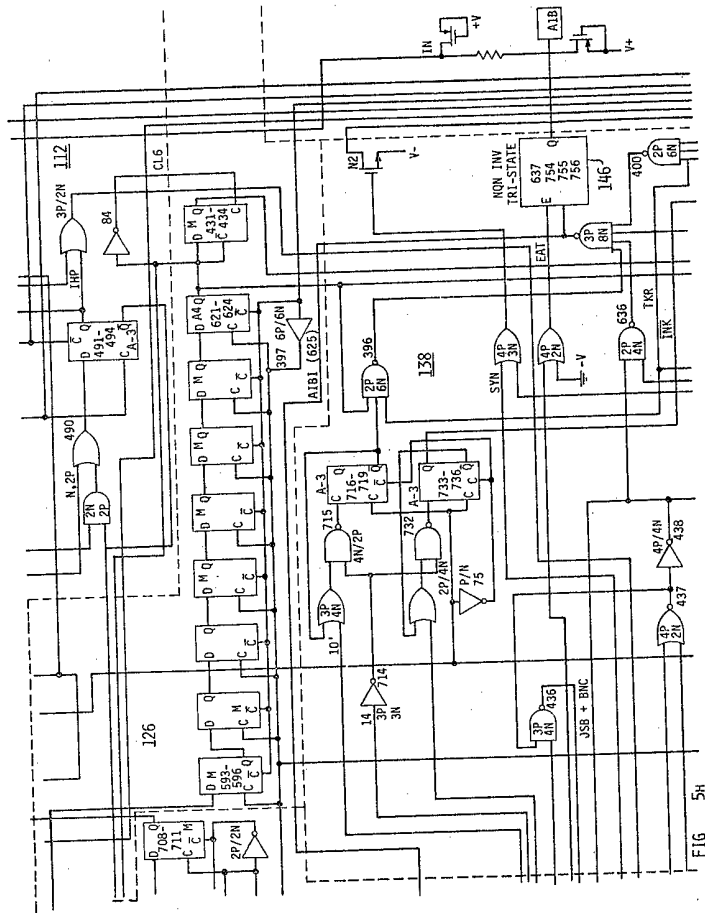 112
IN
+V
A1B
V+
3P/2N
IHP
CL6
84
D M Q
431-
434
C̅ C
C̅ Q
D 491-
494
C A-3
490
N,2P
2N
2P
D A4 Q
621-
624
C C̅
397 6P/6N
AIBI (625)
N2
V-
NQN INV
TRI-STATE
637
754
755
756
E
Q
146
EAT
3P
8N
400
2P
6N
TKR
INK
636
2P
4N
SYN
4P
3N
4P
2N
-V
138
396
2P
6N
D Q
C C̅
D Q
C C̅
D Q
C C̅
D Q
C C̅
D Q
C C̅
D M Q
C C̅
D M
593-
596
C C̅ Q
126
D Q
708-
711
C C̅ M
2P/2N
A-3
C Q
716-
719
C C̅
A-3
Q
733-
736
C C̅ Q̅
715
4N/2P
732
2P/4N
3P
4N
10'
P/N
75
714
14
3P
3N
4P/4N
438
4P
2N
437
3P
4N
436
JSB + BNC
FIG 5H